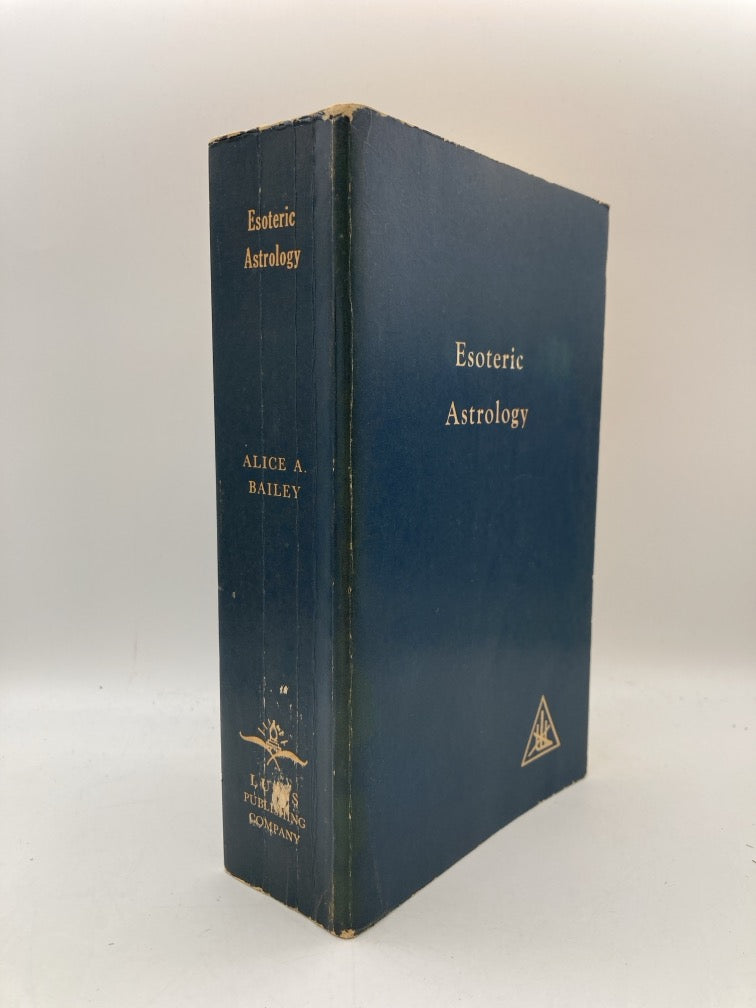 Esoteric
Astrology
ALICE A.
BAILEY
PUBLISHING
COMPANY
Esoteric
Astrology